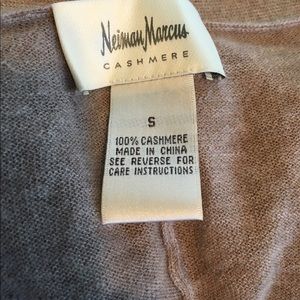 Neiman Marcus
CASHMERE
S
100% CASHMERE
MADE IN CHINA
SEE REVERSE FOR
CARE INSTRUCTIONS